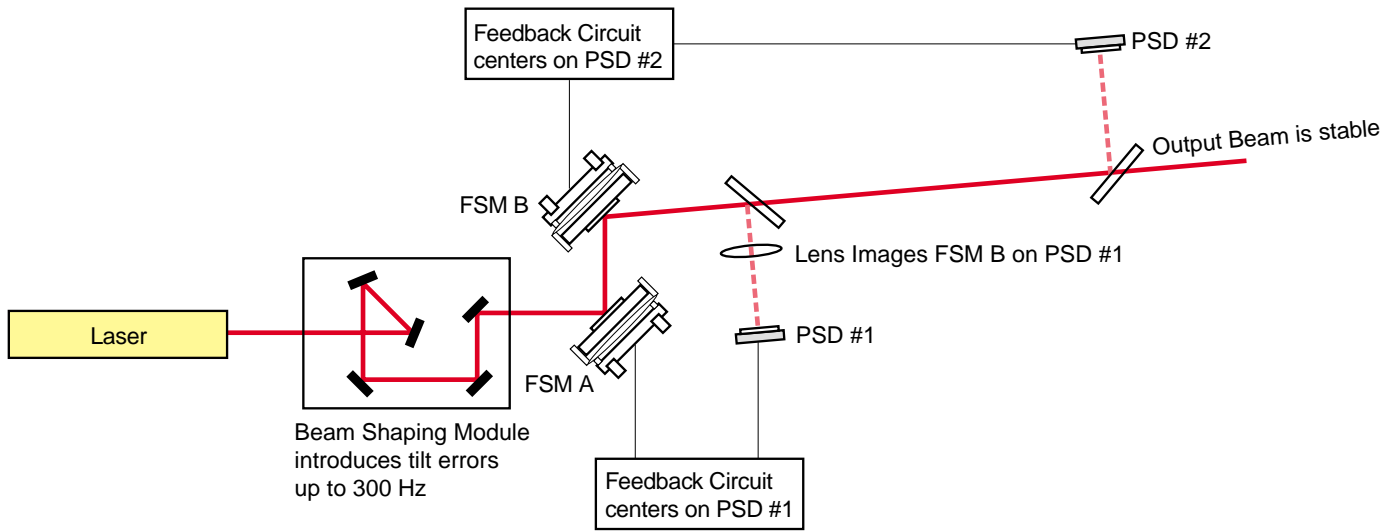 Feedback Circuit
centers on PSD #2
PSD #2
Output Beam is stable
FSM B
Lens Images FSM B on PSD #1
Laser
PSD #1
FSM A
Beam Shaping Module
introduces tilt errors
up to 300 Hz
Feedback Circuit
centers on PSD #1